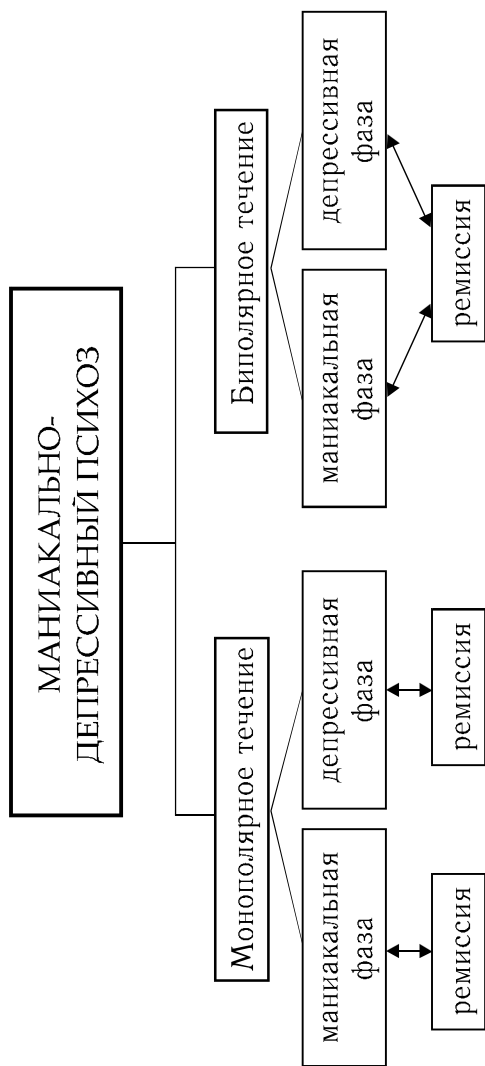 МАНИАКАЛЬНО-
ДЕПРЕССИВНЫЙ ПСИХОЗ
Монополярное течение
Биполярное течение
маниакальная
фаза
депрессивная
фаза
маниакальная
фаза
депрессивная
фаза
ремиссия
ремиссия
ремиссия